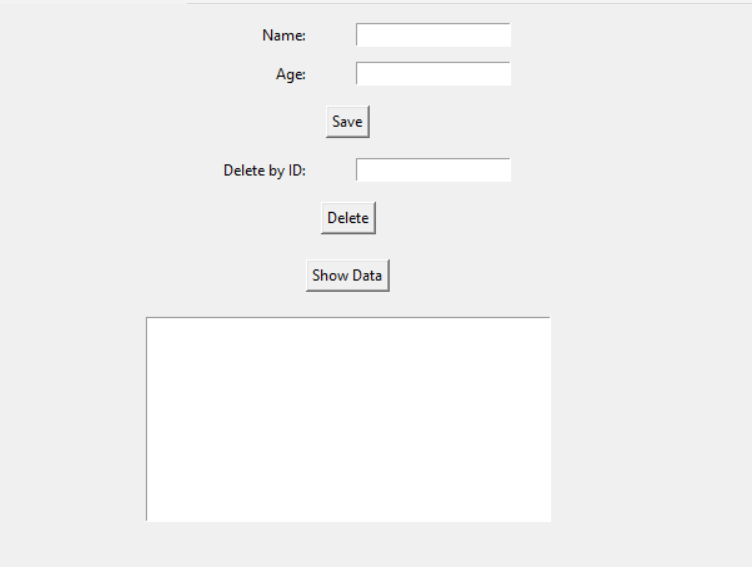 Name:
Age:
Save
Delete by ID:
Delete
Show Data